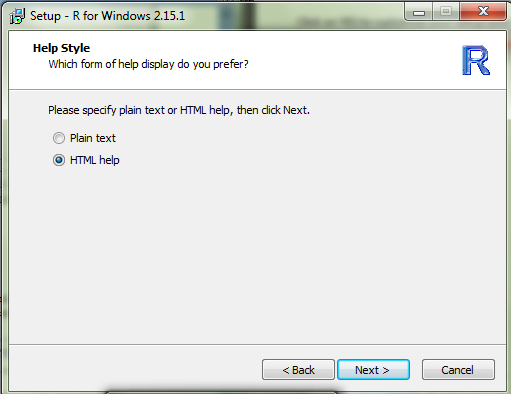 Setup - R for Windows 2.15.1
Help Style
Which form of help display do you prefer?
R
Please specify plain text or HTML help, then click Next.
Plain text
HTML help
< Back
Next >
Cancel